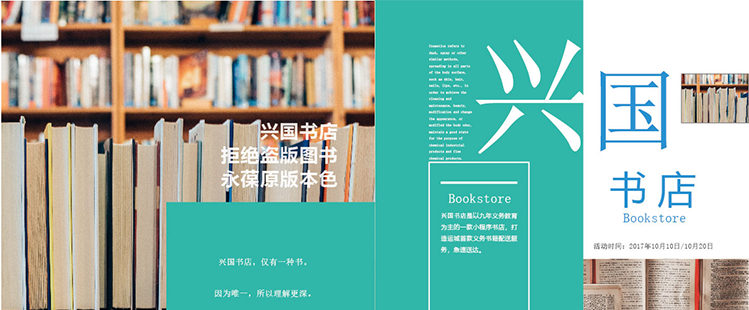 兴国书店
拒绝盗版图书
永葆原版本色
兴国书店，仅有一种书。
因为唯一，所以理解更深。
Cosmetics refers to
daub, spray or other
similar methods,
spreading in all parts
of the body surface,
such as skin, hair,
nails, lips, etc., to
order to achieve the
cleaning and
maintenance, beauty,
modification and change
the appearance, or
modified the body odor,
maintain a good state
for the purpose of
chemical industrial
products and fine
chemical products.
兴
Bookstore
兴国书店是以九年义务教育
为主的一款小程序书店，打
造运城首款义务书籍配送服
务，急速送达。
国
书店
Bookstore
活动时间：2017年10月10日/10月20日